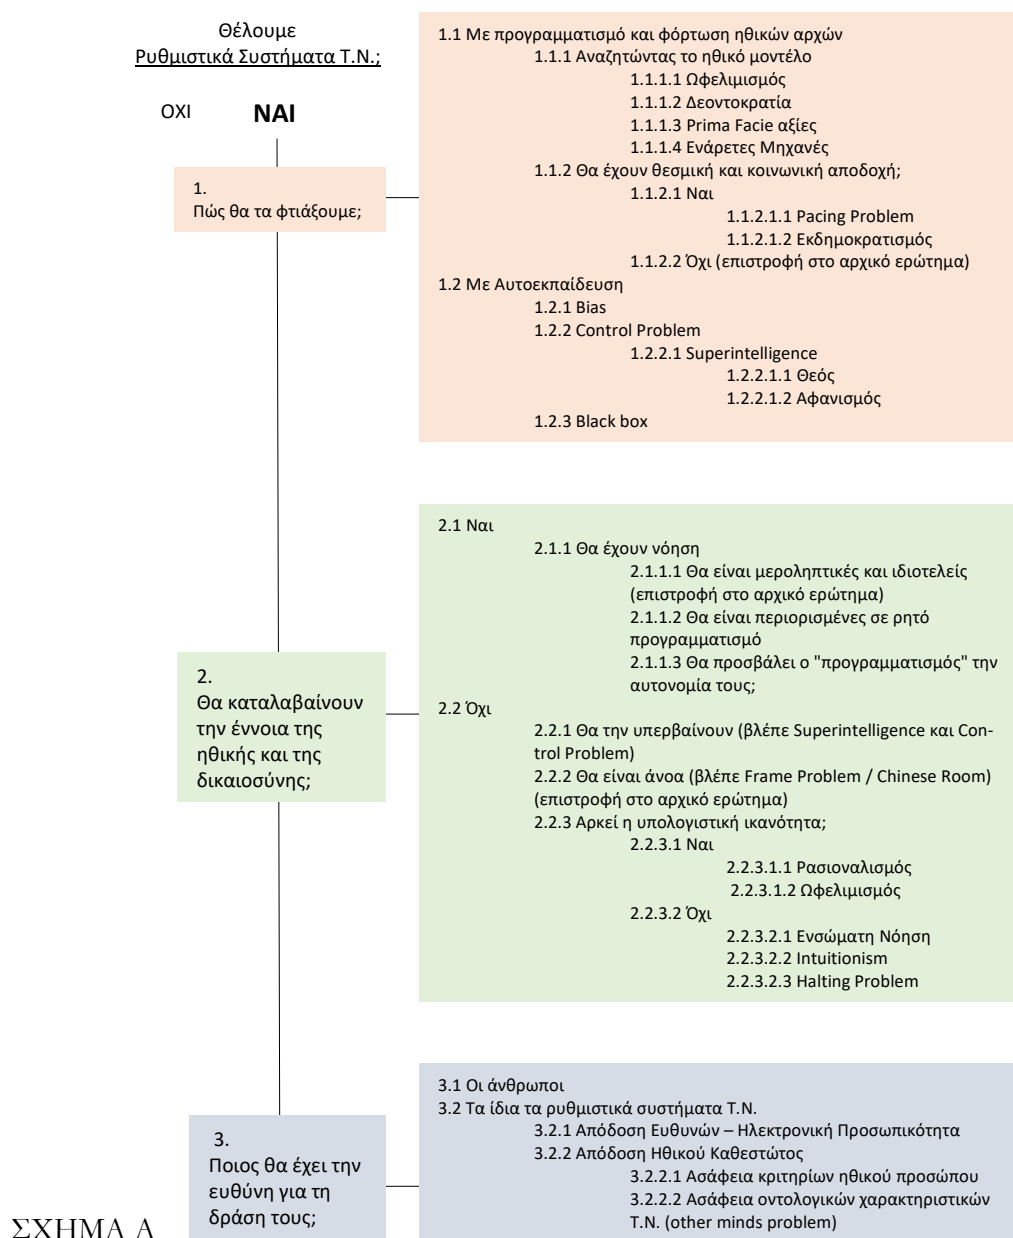 Θέλουμε
Ρυθμιστικά Συστήματα Τ.Ν.;
ΟΧΙ ΝΑΙ
1.
Πώς θα τα φτιάξουμε;
1.1 Με προγραμματισμό και φόρτωση ηθικών αρχών
1.1.1 Αναζητώντας το ηθικό μοντέλο
1.1.1.1 Ωφελιμισμός
1.1.1.2 Δεοντοκρατία
1.1.1.3 Prima Facie αξίες
1.1.1.4 Ενάρετες Μηχανές
1.1.2 Θα έχουν θεσμική και κοινωνική αποδοχή;
1.1.2.1 Ναι
1.1.2.1.1 Pacing Problem
1.1.2.1.2 Εκδημοκρατισμός
1.1.2.2 Όχι (επιστροφή στο αρχικό ερώτημα)
1.2 Με Αυτοεκπαίδευση
1.2.1 Bias
1.2.2 Control Problem
1.2.2.1 Superintelligence
1.2.2.1.1 Θεός
1.2.2.1.2 Αφανισμός
1.2.3 Black box
2.
Θα καταλαβαίνουν
την έννοια της
ηθικής και της
δικαιοσύνης;
2.1 Ναι
2.1.1 Θα έχουν νόηση
2.1.1.1 Θα είναι μεροληπτικές και ιδιοτελείς
(επιστροφή στο αρχικό ερώτημα)
2.1.1.2 Θα είναι περιορισμένες σε ρητό
προγραμματισμό
2.1.1.3 Θα προσβάλει ο "προγραμματισμός" την
αυτονομία τους;
2.2 Όχι
2.2.1 Θα την υπερβαίνουν (βλέπε Superintelligence και Con-
trol Problem)
2.2.2 Θα είναι άνοα (βλέπε Frame Problem / Chinese Room)
(επιστροφή στο αρχικό ερώτημα)
2.2.3 Αρκεί η υπολογιστική ικανότητα;
2.2.3.1 Ναι
2.2.3.1.1 Ρασιοναλισμός
2.2.3.1.2 Ωφελιμισμός
2.2.3.2 Όχι
2.2.3.2.1 Ενσώματη Νόηση
2.2.3.2.2 Intuitionism
2.2.3.2.3 Halting Problem
3.
Ποιος θα έχει την
ευθύνη για τη
δράση τους;
3.1 Οι άνθρωποι
3.2 Τα ίδια τα ρυθμιστικά συστήματα Τ.Ν.
3.2.1 Απόδοση Ευθυνών – Ηλεκτρονική Προσωπικότητα
3.2.2 Απόδοση Ηθικού Καθεστώτος
3.2.2.1 Ασάφεια κριτηρίων ηθικού προσώπου
3.2.2.2 Ασάφεια οντολογικών χαρακτηριστικών
Τ.Ν. (other minds problem)
ΣΧΗΜΑ Α